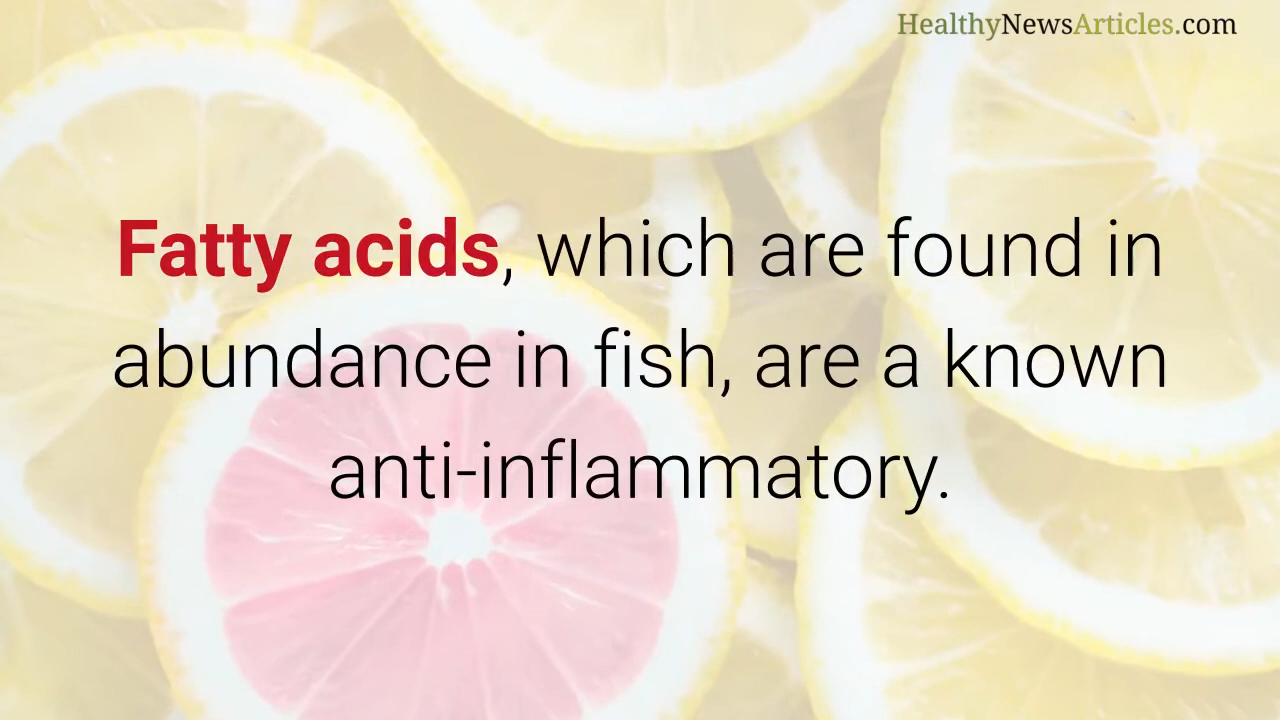 HealthyNewsArticles.com
Fatty acids, which are found in
abundance in fish, are a known
anti-inflammatory.